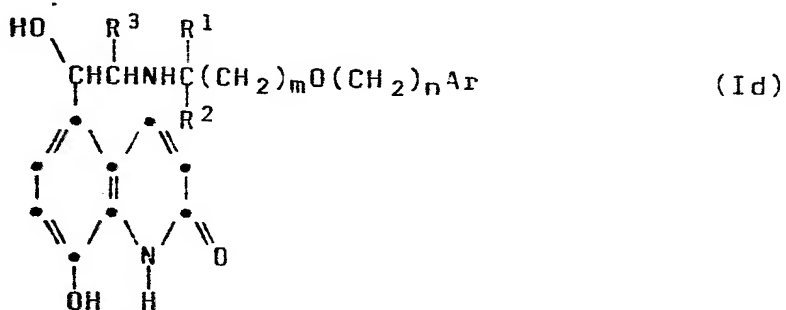 HO R³ R¹
CHCHNHC(CH₂)ₘO(CH₂)ₙAr (Id)
R²
N O
OH H